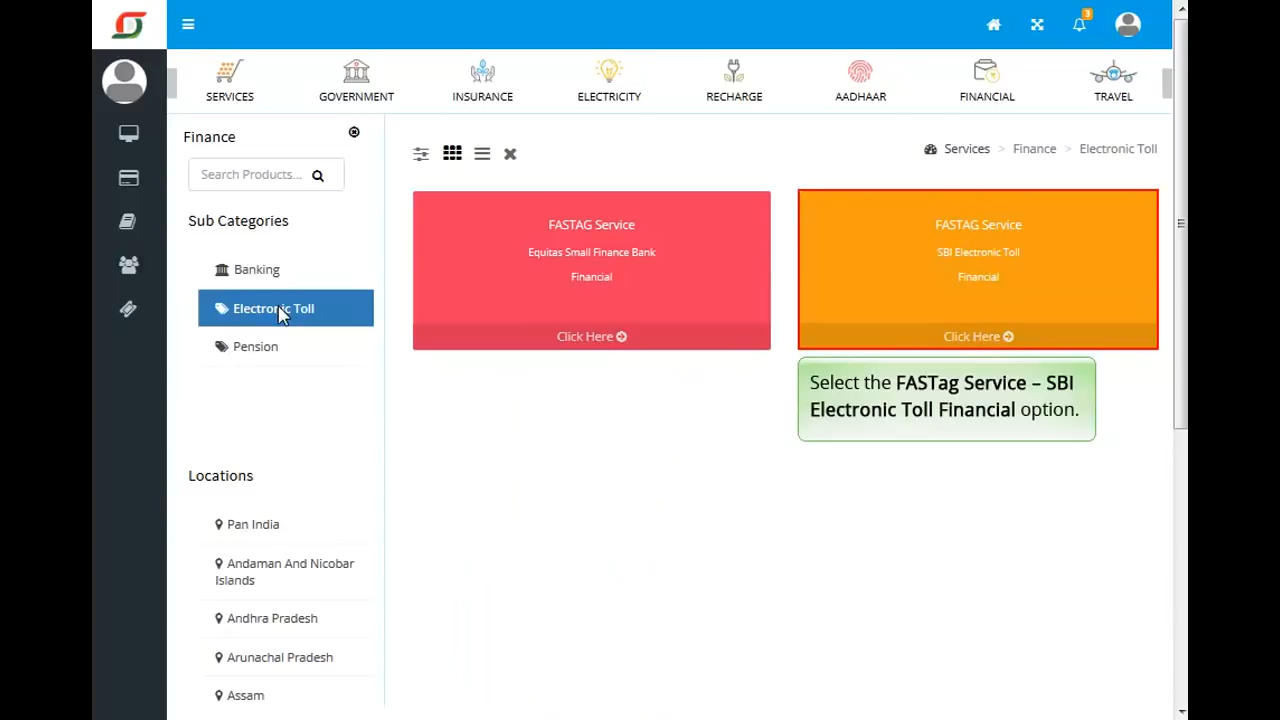 3
SERVICES
GOVERNMENT
INSURANCE
ELECTRICITY
RECHARGE
AADHAAR
FINANCIAL
TRAVEL
Finance
Search Products...
Sub Categories
Banking
Electronic Toll
Pension
Locations
Pan India
Andaman And Nicobar
Islands
Andhra Pradesh
Arunachal Pradesh
Assam
Services > Finance > Electronic Toll
FASTAG Service
Equitas Small Finance Bank
Financial
Click Here
FASTAG Service
SBI Electronic Toll
Financial
Click Here
Select the FASTag Service – SBI
Electronic Toll Financial option.